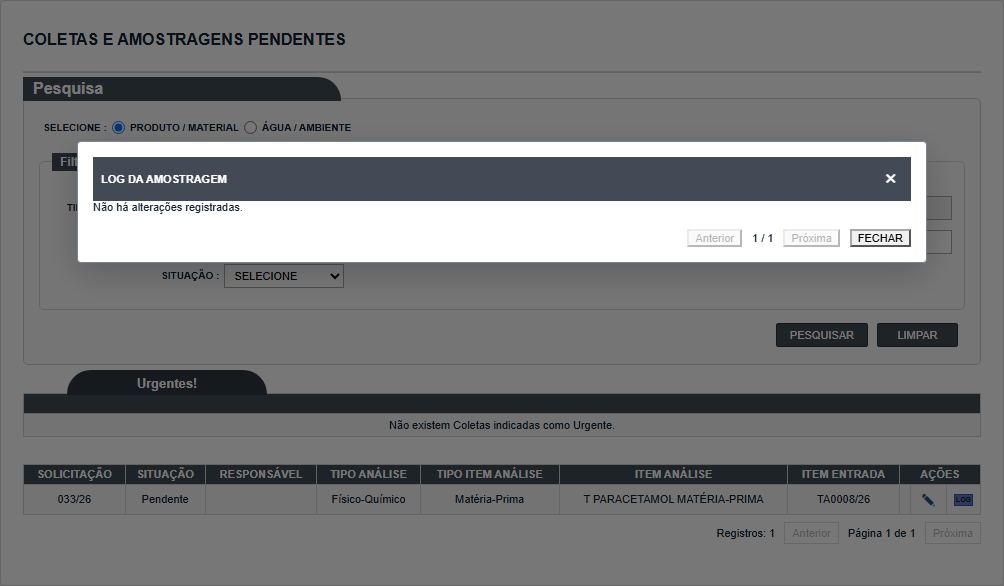 COLETAS E AMOSTRAGENS PENDENTES
Pesquisa
SELECIONE : PRODUTO / MATERIAL ÁGUA / AMBIENTE
LOG DA AMOSTRAGEM ×
Não há alterações registradas.
Anterior 1 / 1 Próxima FECHAR
SITUAÇÃO : SELECIONE
PESQUISAR LIMPAR
Urgentes!
Não existem Coletas indicadas como Urgente.
SOLICITAÇÃO SITUAÇÃO RESPONSÁVEL TIPO ANÁLISE TIPO ITEM ANÁLISE ITEM ANÁLISE ITEM ENTRADA AÇÕES
033/26 Pendente Físico-Químico Matéria-Prima T PARACETAMOL MATÉRIA-PRIMA TA0008/26 LOG
Registros: 1 Anterior Página 1 de 1 Próxima